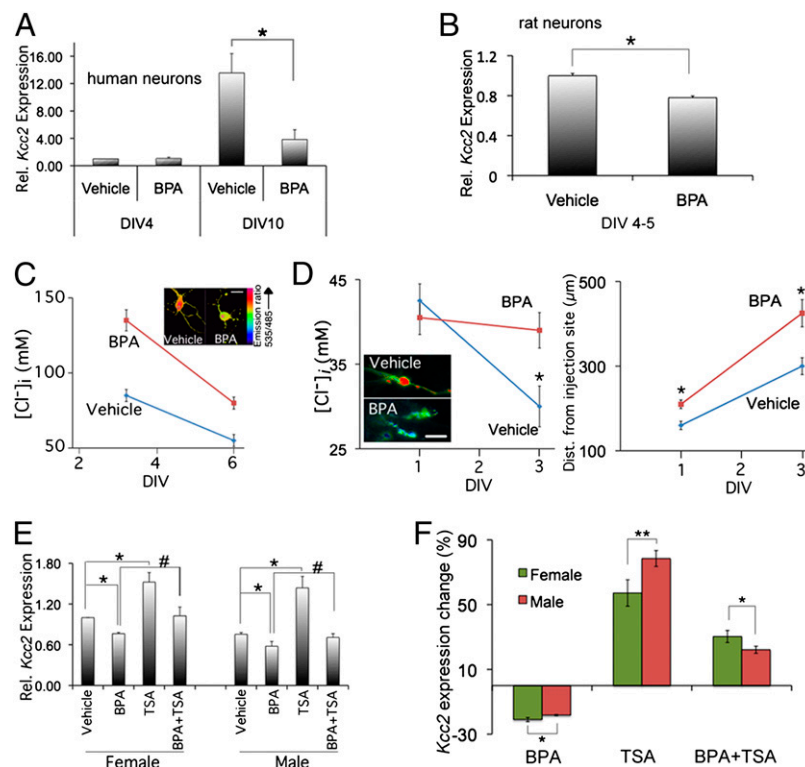 A
human neurons
*
Rel. Kcc2 Expression
16.00
12.00
8.00
4.00
0.00
Vehicle BPA Vehicle BPA
DIV4 DIV10
B
rat neurons
*
Rel. Kcc2 Expression
1.2
0.8
0.4
0
Vehicle BPA
DIV 4-5
C
[Cl⁻]i (mM)
150
100
50
BPA
Vehicle
Vehicle BPA
Emission ratio
535/485
2 4 6
DIV
D
[Cl⁻]i (mM)
45
35
25
BPA
*
Vehicle
Vehicle
BPA
1 2 3
DIV
Dist. from injection site (µm)
500
300
100
BPA
*
*
Vehicle
1 2 3
DIV
E
Rel. Kcc2 Expression
1.80
1.20
0.60
0.00
* * #
* * #
Vehicle BPA TSA BPA+TSA Vehicle BPA TSA BPA+TSA
Female Male
F
Kcc2 expression change (%)
90
50
10
-30
Female
Male
**
*
*
BPA TSA BPA+TSA